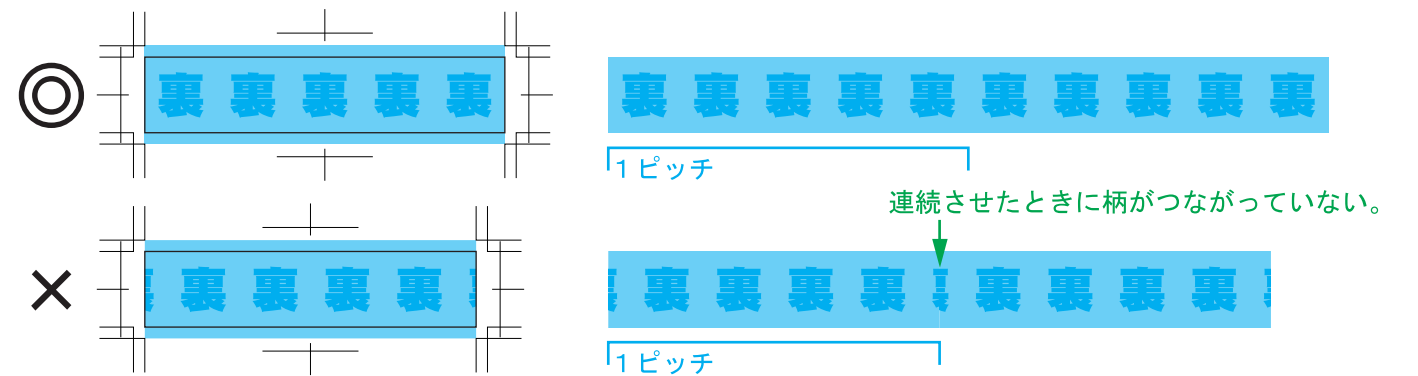 ◎
裏 裏 裏 裏 裏
裏 裏 裏 裏 裏 裏 裏 裏 裏 裏
1ピッチ
連続させたときに柄がつながっていない。
×
裏 裏 裏 裏
裏 裏 裏 裏 裏 裏 裏 裏
1ピッチ